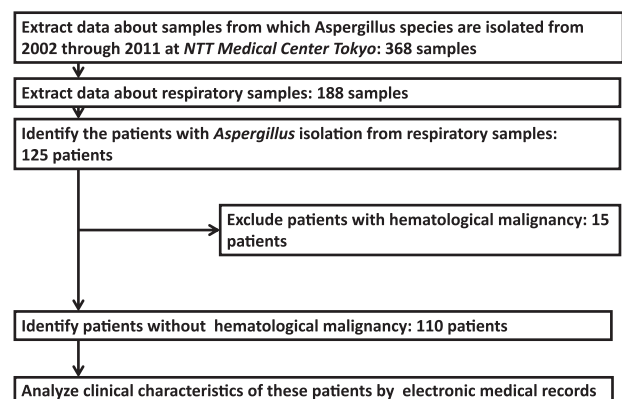 Extract data about samples from which Aspergillus species are isolated from
2002 through 2011 at NTT Medical Center Tokyo: 368 samples
Extract data about respiratory samples: 188 samples
Identify the patients with Aspergillus isolation from respiratory samples:
125 patients
Exclude patients with hematological malignancy: 15
patients
Identify patients without hematological malignancy: 110 patients
Analyze clinical characteristics of these patients by electronic medical records